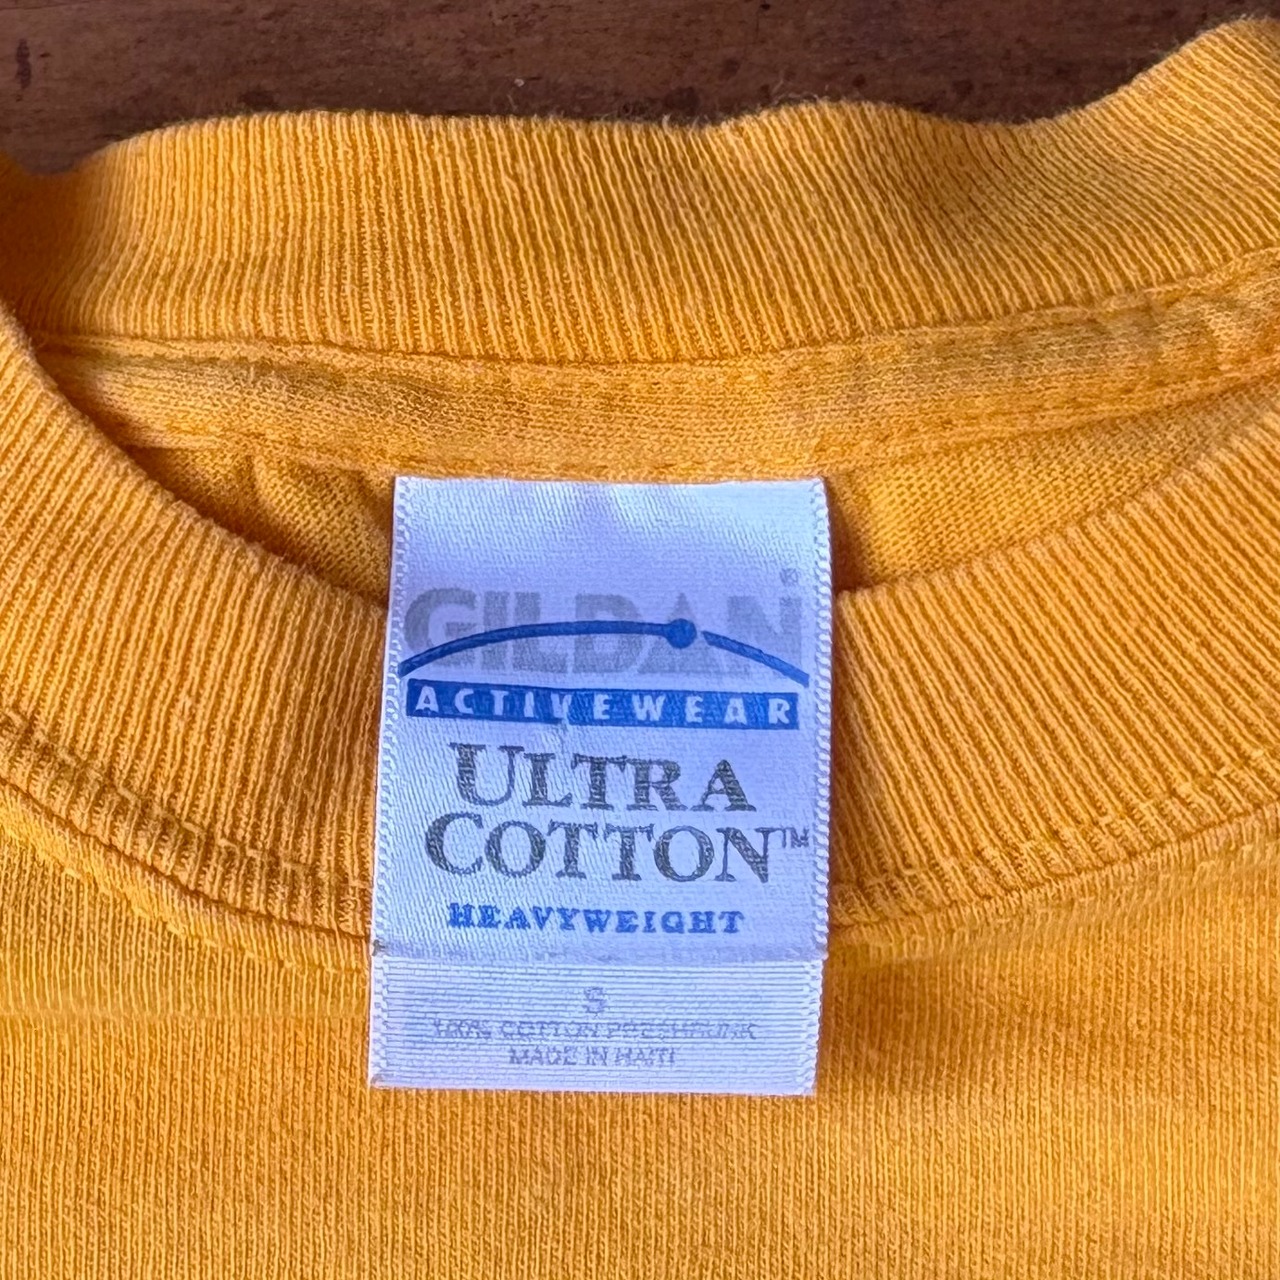 GILDAN®
ACTIVEWEAR
ULTRA
COTTON™
HEAVYWEIGHT
S
100% COTTON PRESHRUNK
MADE IN HAITI